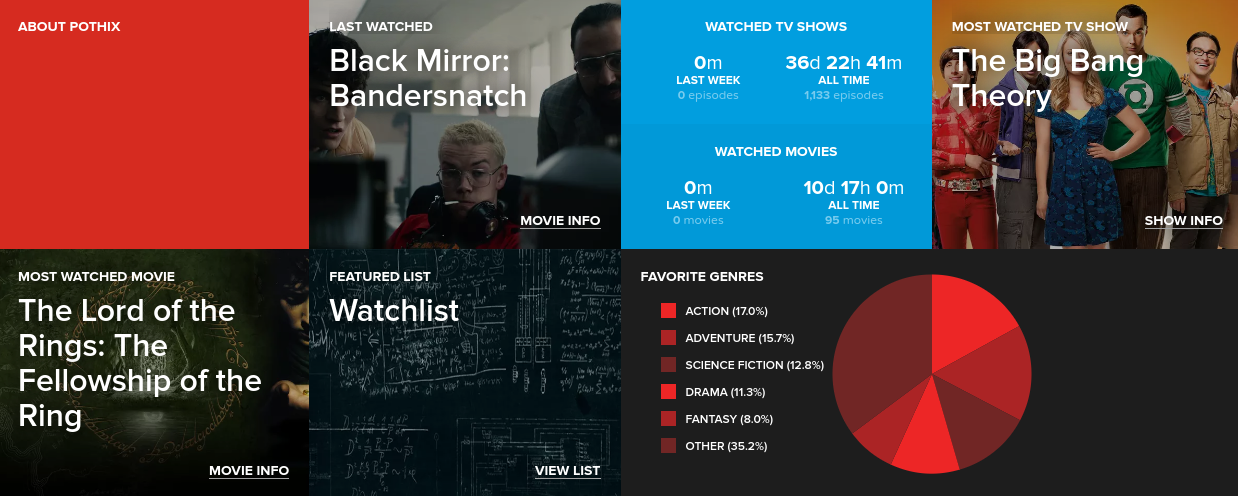 ABOUT POTHIX
LAST WATCHED
Black Mirror:
Bandersnatch
MOVIE INFO
WATCHED TV SHOWS
0m
LAST WEEK
0 episodes
36d 22h 41m
ALL TIME
1,133 episodes
WATCHED MOVIES
0m
LAST WEEK
0 movies
10d 17h 0m
ALL TIME
95 movies
MOST WATCHED TV SHOW
The Big Bang
Theory
SHOW INFO
MOST WATCHED MOVIE
The Lord of the
Rings: The
Fellowship of the
Ring
MOVIE INFO
FEATURED LIST
Watchlist
VIEW LIST
FAVORITE GENRES
ACTION (17.0%)
ADVENTURE (15.7%)
SCIENCE FICTION (12.8%)
DRAMA (11.3%)
FANTASY (8.0%)
OTHER (35.2%)